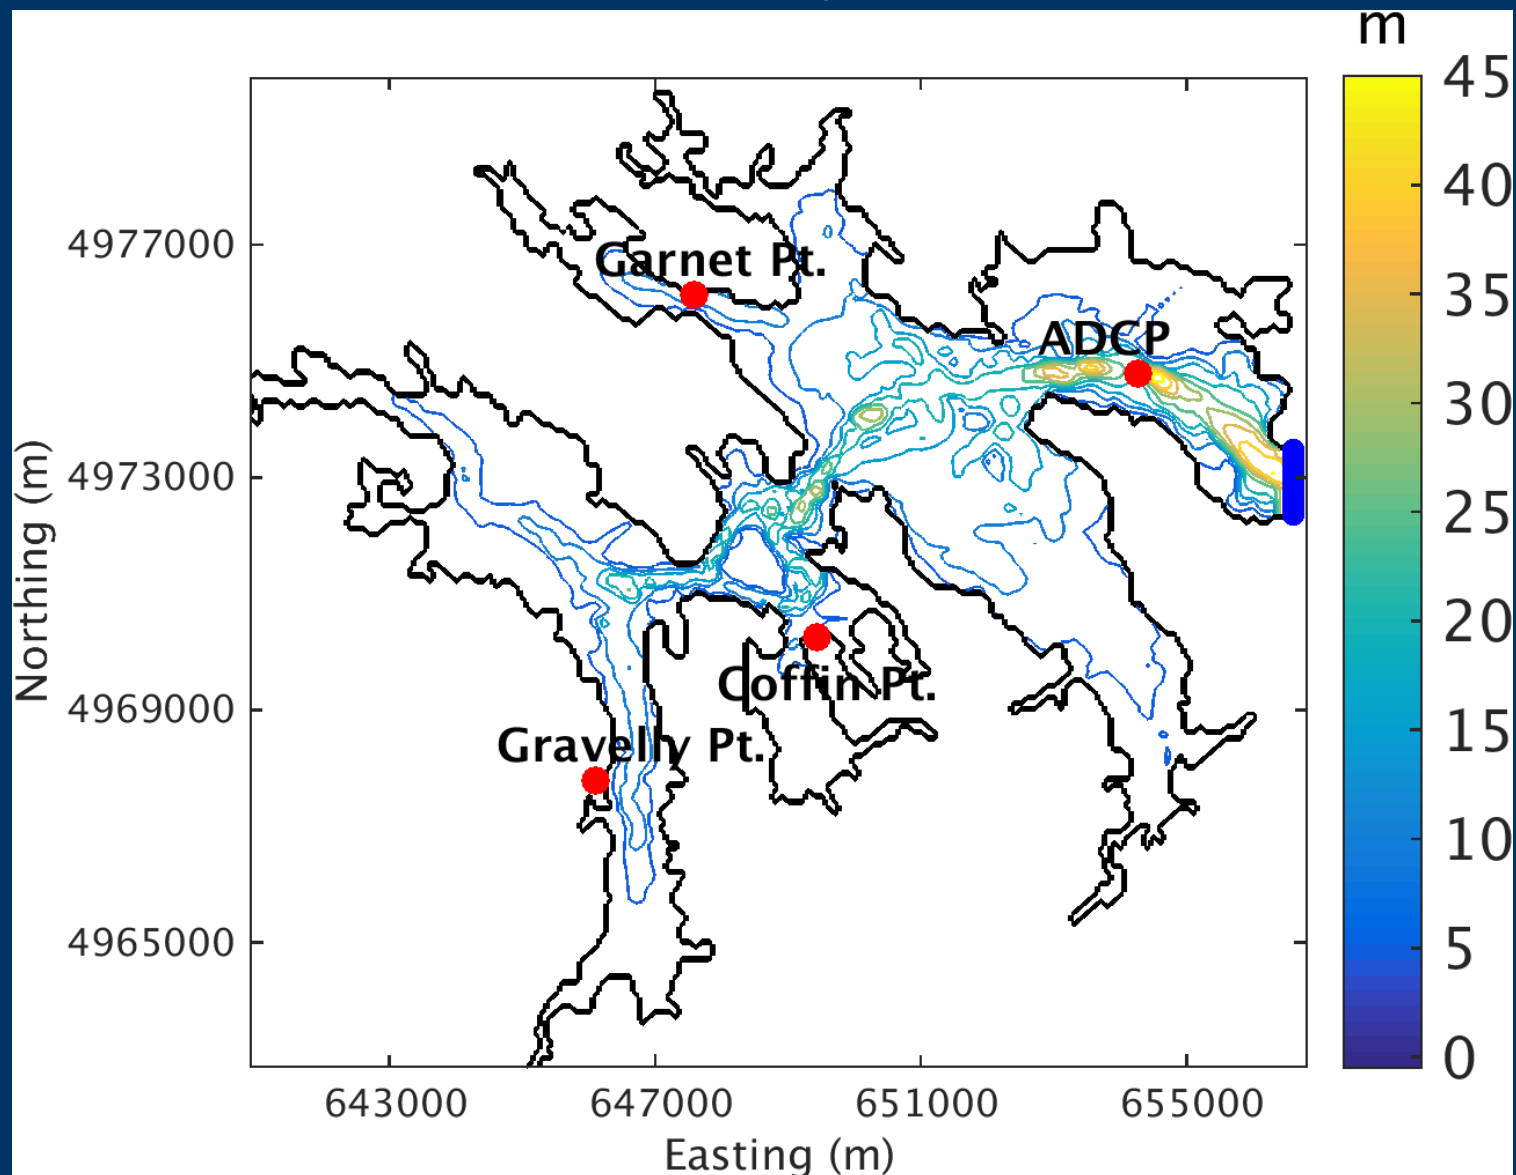 m
45
40
35
30
25
20
15
10
5
0
4977000
4973000
4969000
4965000
Northing (m)
Garnet Pt.
ADCP
Coffin Pt.
Gravelly Pt.
643000 647000 651000 655000
Easting (m)